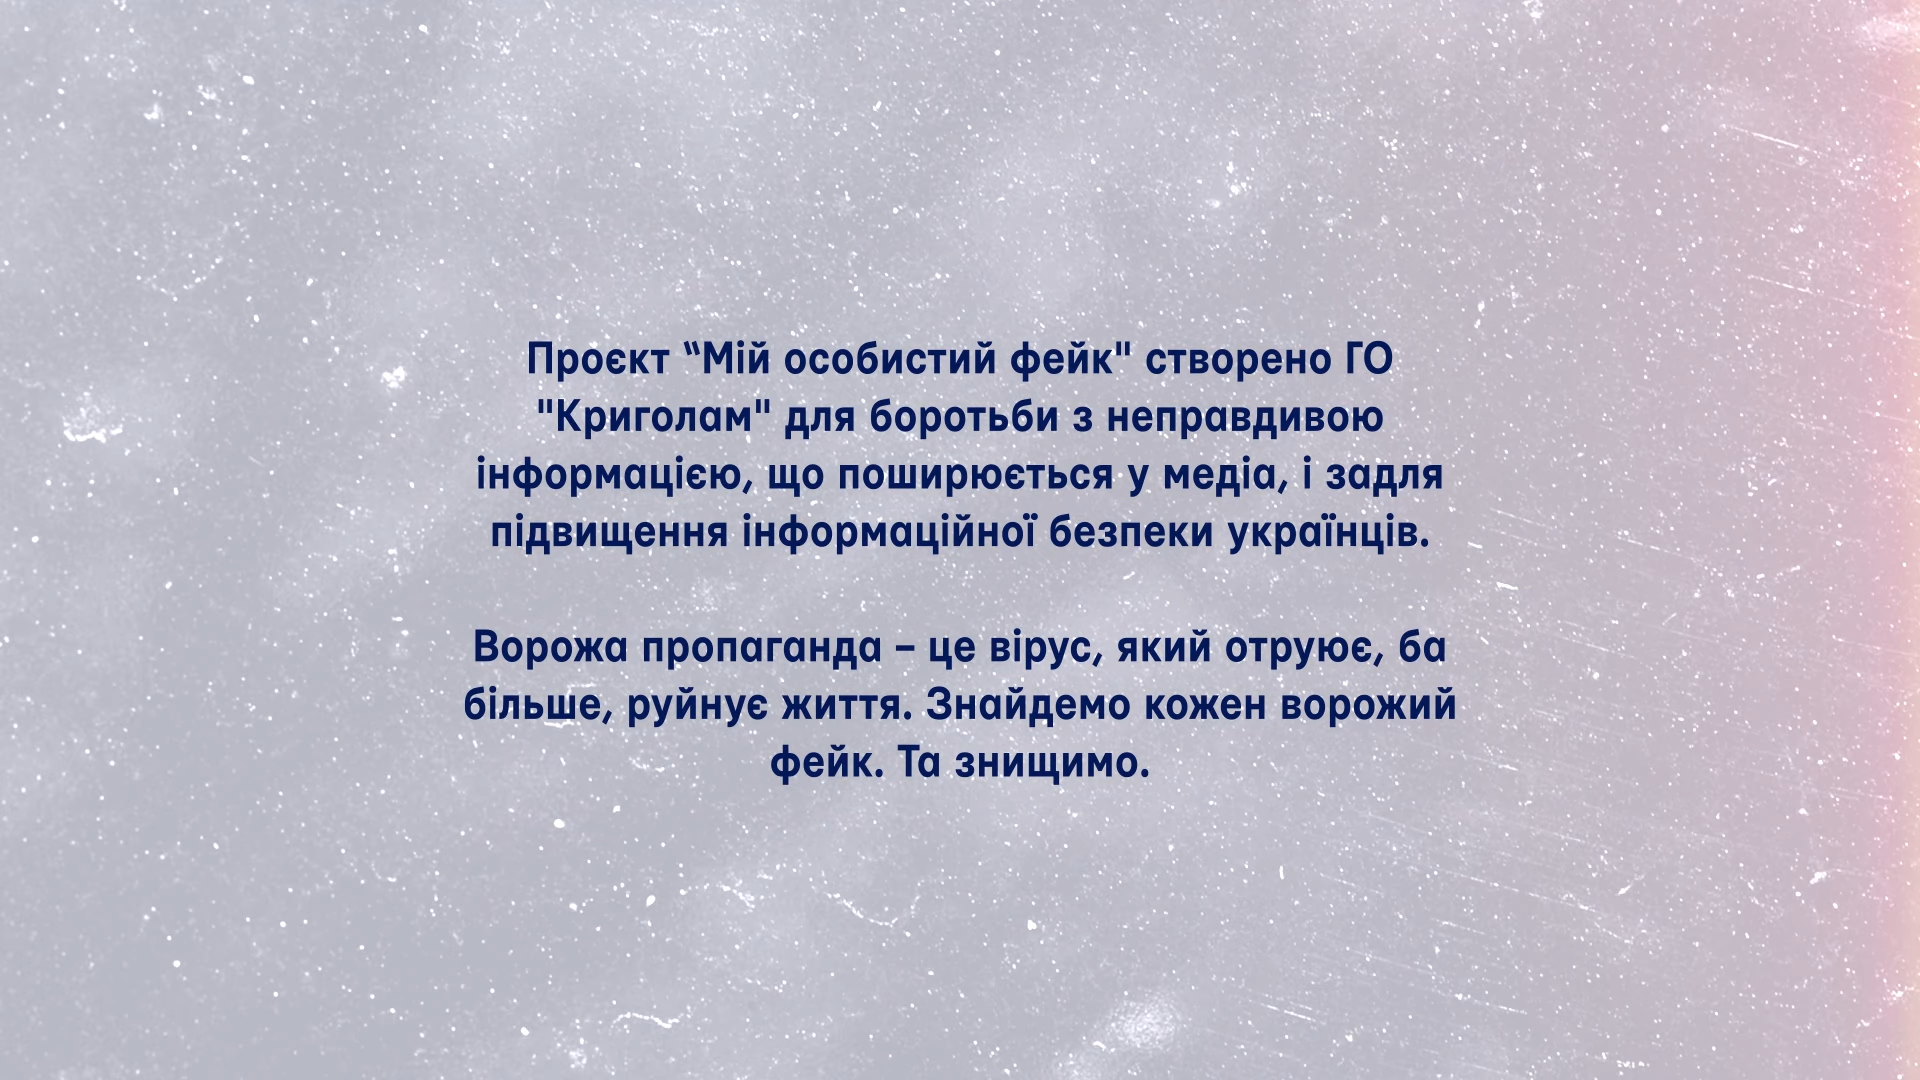 Проєкт “Мій особистий фейк" створено ГО
"Криголам" для боротьби з неправдивою
інформацією, що поширюється у медіа, і задля
підвищення інформаційної безпеки українців.
Ворожа пропаганда – це вірус, який отруює, ба
більше, руйнує життя. Знайдемо кожен ворожий
фейк. Та знищимо.